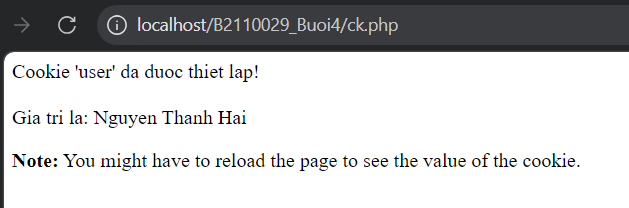 localhost/B2110029_Buoi4/ck.php
Cookie 'user' da duoc thiet lap!
Gia tri la: Nguyen Thanh Hai
Note: You might have to reload the page to see the value of the cookie.